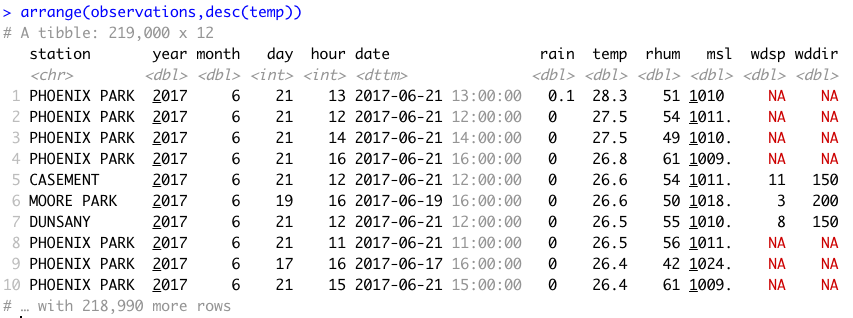 > arrange(observations,desc(temp))
# A tibble: 219,000 x 12
station year month day hour date rain temp rhum msl wdsp wddir
<chr> <dbl> <dbl> <int> <int> <dttm> <dbl> <dbl> <dbl> <dbl> <dbl> <dbl>
1 PHOENIX PARK 2017 6 21 13 2017-06-21 13:00:00 0.1 28.3 51 1010 NA NA
2 PHOENIX PARK 2017 6 21 12 2017-06-21 12:00:00 0 27.5 54 1011. NA NA
3 PHOENIX PARK 2017 6 21 14 2017-06-21 14:00:00 0 27.5 49 1010. NA NA
4 PHOENIX PARK 2017 6 21 16 2017-06-21 16:00:00 0 26.8 61 1009. NA NA
5 CASEMENT 2017 6 21 12 2017-06-21 12:00:00 0 26.6 54 1011. 11 150
6 MOORE PARK 2017 6 19 16 2017-06-19 16:00:00 0 26.6 50 1018. 3 200
7 DUNSANY 2017 6 21 12 2017-06-21 12:00:00 0 26.5 55 1010. 8 150
8 PHOENIX PARK 2017 6 21 11 2017-06-21 11:00:00 0 26.5 56 1011. NA NA
9 PHOENIX PARK 2017 6 17 16 2017-06-17 16:00:00 0 26.4 42 1024. NA NA
10 PHOENIX PARK 2017 6 21 15 2017-06-21 15:00:00 0 26.4 61 1009. NA NA
# … with 218,990 more rows